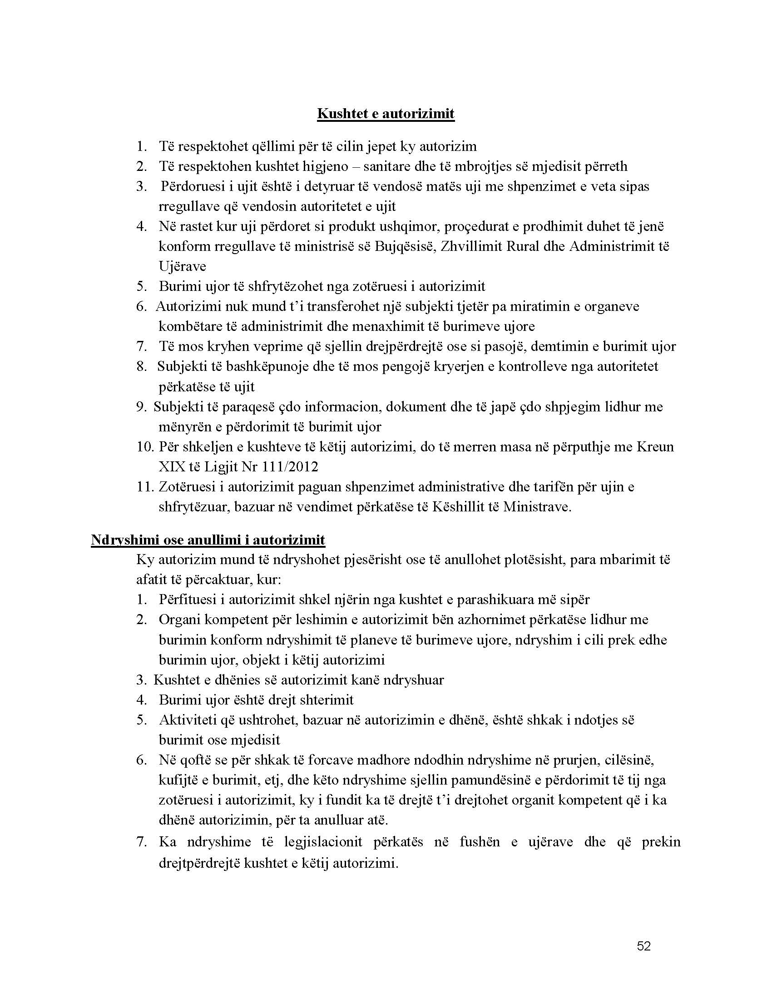 Kushtet e autorizimit
1. Të respektohet qëllimi për të cilin jepet ky autorizim
2. Të respektohen kushtet higjeno – sanitare dhe të mbrojtjes së mjedisit përreth
3. Përdoruesi i ujit është i detyruar të vendosë matës uji me shpenzimet e veta sipas
rregullave që vendosin autoritetet e ujit
4. Në rastet kur uji përdoret si produkt ushqimor, proçedurat e prodhimit duhet të jenë
konform rregullave të ministrisë së Bujqësisë, Zhvillimit Rural dhe Administrimit të
Ujërave
5. Burimi ujor të shfrytëzohet nga zotëruesi i autorizimit
6. Autorizimi nuk mund t’i transferohet një subjekti tjetër pa miratimin e organeve
kombëtare të administrimit dhe menaxhimit të burimeve ujore
7. Të mos kryhen veprime që sjellin drejpërdrejtë ose si pasojë, demtimin e burimit ujor
8. Subjekti të bashkëpunoje dhe të mos pengojë kryerjen e kontrolleve nga autoritetet
përkatëse të ujit
9. Subjekti të paraqesë çdo informacion, dokument dhe të japë çdo shpjegim lidhur me
mënyrën e përdorimit të burimit ujor
10. Për shkeljen e kushteve të këtij autorizimi, do të merren masa në përputhje me Kreun
XIX të Ligjit Nr 111/2012
11. Zotëruesi i autorizimit paguan shpenzimet administrative dhe tarifën për ujin e
shfrytëzuar, bazuar në vendimet përkatëse të Këshillit të Ministrave.
Ndryshimi ose anullimi i autorizimit
Ky autorizim mund të ndryshohet pjesërisht ose të anullohet plotësisht, para mbarimit të
afatit të përcaktuar, kur:
1. Përfituesi i autorizimit shkel njërin nga kushtet e parashikuara më sipër
2. Organi kompetent për leshimin e autorizimit bën azhornimet përkatëse lidhur me
burimin konform ndryshimit të planeve të burimeve ujore, ndryshim i cili prek edhe
burimin ujor, objekt i këtij autorizimi
3. Kushtet e dhënies së autorizimit kanë ndryshuar
4. Burimi ujor është drejt shterimit
5. Aktiviteti që ushtrohet, bazuar në autorizimin e dhënë, është shkak i ndotjes së
burimit ose mjedisit
6. Në qoftë se për shkak të forcave madhore ndodhin ndryshime në prurjen, cilësinë,
kufijtë e burimit, etj, dhe këto ndryshime sjellin pamundësinë e përdorimit të tij nga
zotëruesi i autorizimit, ky i fundit ka të drejtë t’i drejtohet organit kompetent që i ka
dhënë autorizimin, për ta anulluar atë.
7. Ka ndryshime të legjislacionit përkatës në fushën e ujërave dhe që prekin
drejtpërdrejtë kushtet e këtij autorizimi.
52